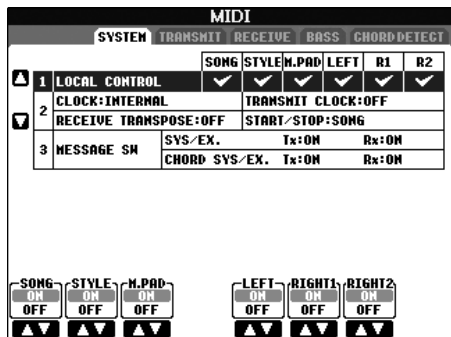 MIDI
SYSTEM TRANSMIT RECEIVE BASS CHORD DETECT
SONG STYLE M.PAD LEFT R1 R2
1 LOCAL CONTROL
2 CLOCK:INTERNAL TRANSMIT CLOCK:OFF
RECEIVE TRANSPOSE:OFF START/STOP:SONG
3 MESSAGE SW SYS/EX. Tx:ON Rx:ON
CHORD SYS/EX. Tx:ON Rx:ON
SONG STYLE M.PAD LEFT RIGHT1 RIGHT2
ON ON ON ON ON ON
OFF OFF OFF OFF OFF OFF